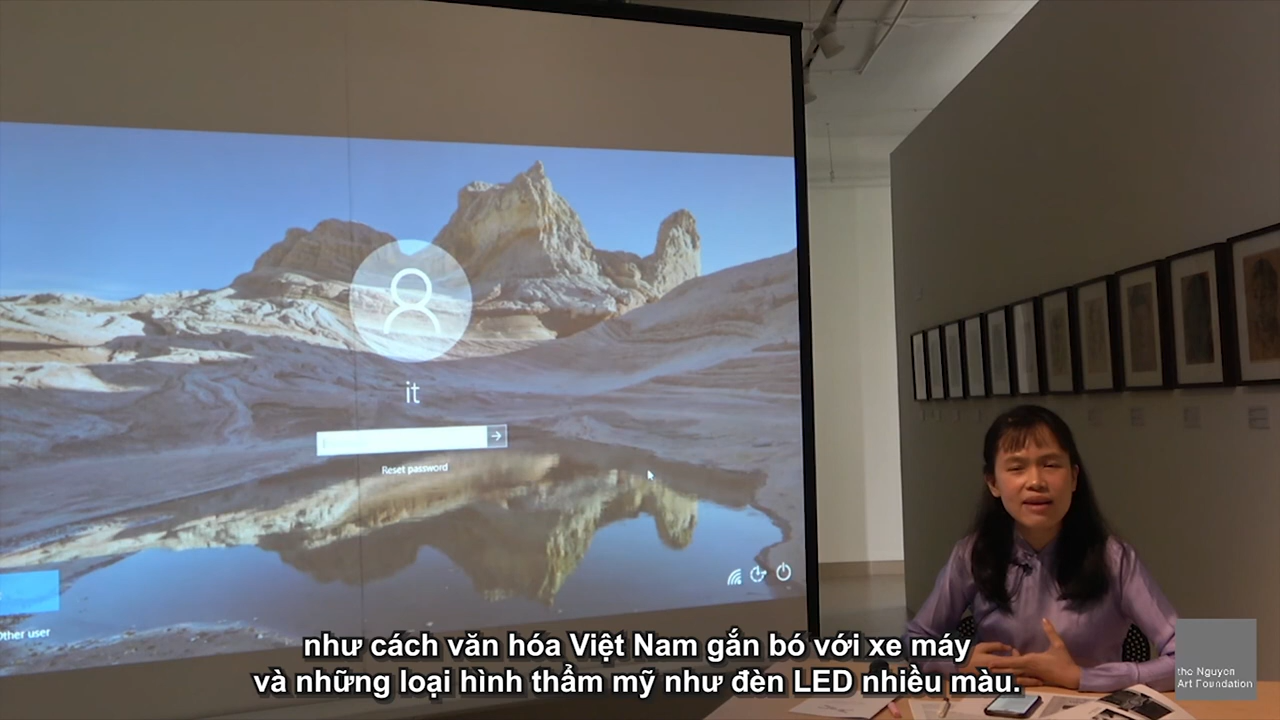 it
Reset password
Other user
như cách văn hóa Việt Nam gắn bó với xe máy
và những loại hình thẩm mỹ như đèn LED nhiều màu.
the Nguyen
Art Foundation